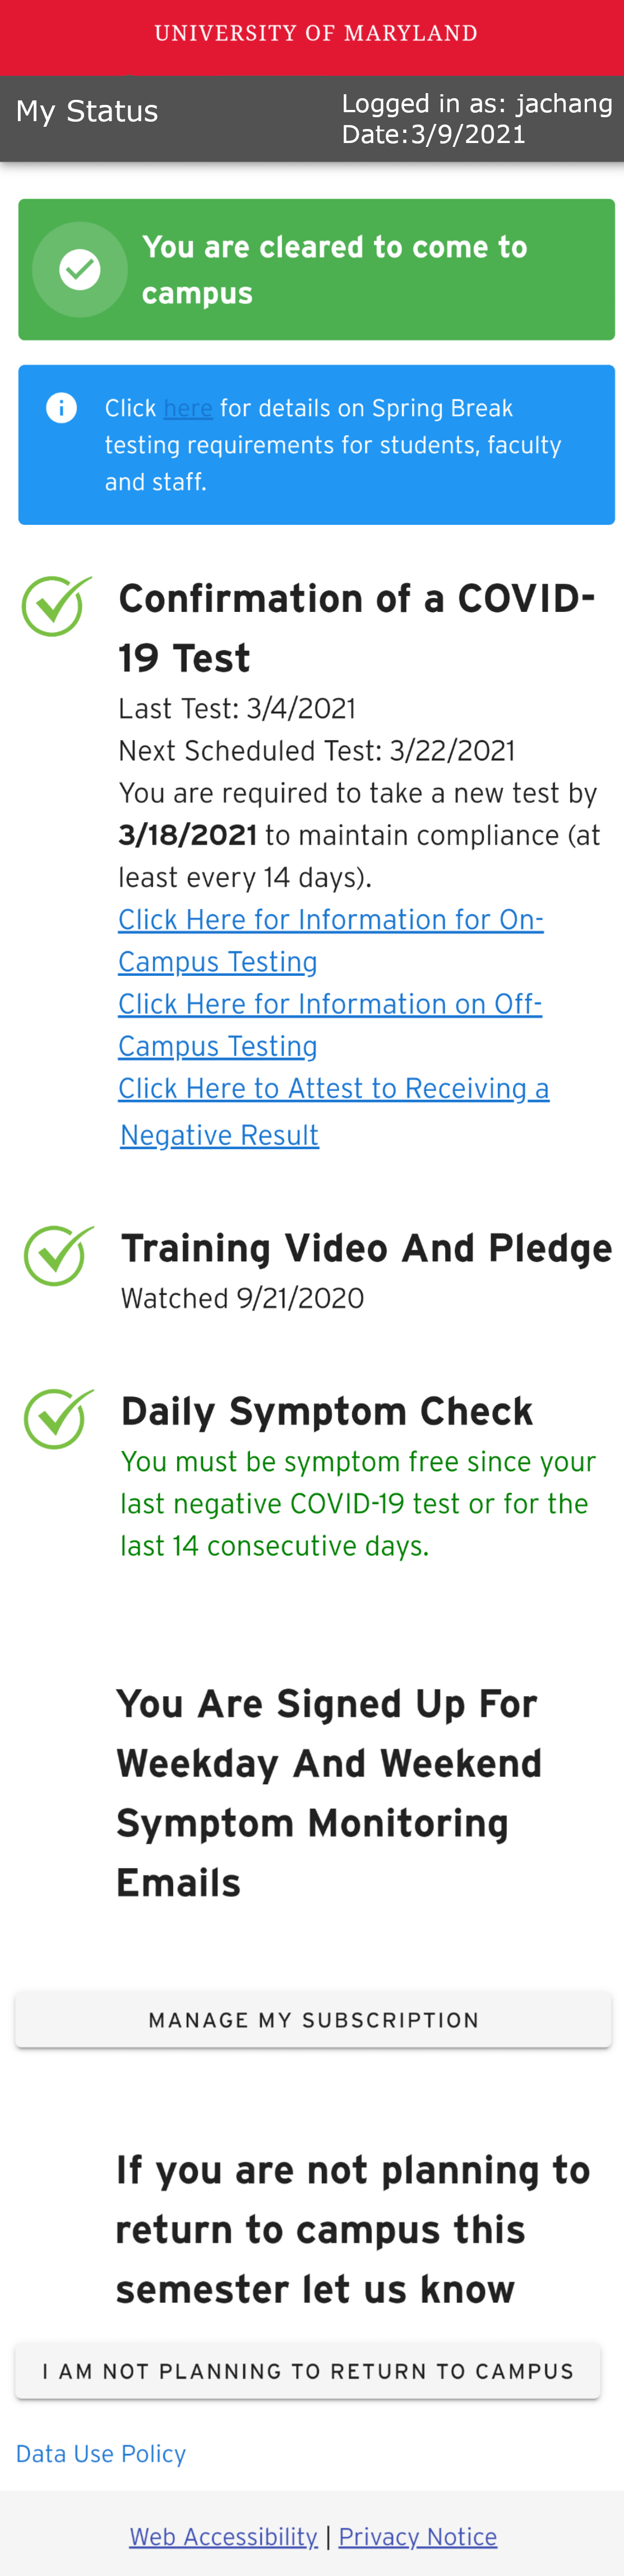 UNIVERSITY OF MARYLAND
My Status
Logged in as: jachang
Date:3/9/2021
You are cleared to come to
campus
Click here for details on Spring Break
testing requirements for students, faculty
and staff.
Confirmation of a COVID-
19 Test
Last Test: 3/4/2021
Next Scheduled Test: 3/22/2021
You are required to take a new test by
3/18/2021 to maintain compliance (at
least every 14 days).
Click Here for Information for On-
Campus Testing
Click Here for Information on Off-
Campus Testing
Click Here to Attest to Receiving a
Negative Result
Training Video And Pledge
Watched 9/21/2020
Daily Symptom Check
You must be symptom free since your
last negative COVID-19 test or for the
last 14 consecutive days.
You Are Signed Up For
Weekday And Weekend
Symptom Monitoring
Emails
MANAGE MY SUBSCRIPTION
If you are not planning to
return to campus this
semester let us know
I AM NOT PLANNING TO RETURN TO CAMPUS
Data Use Policy
Web Accessibility | Privacy Notice